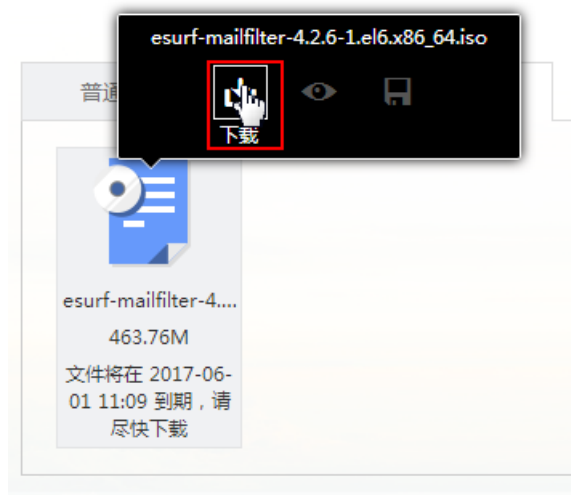 esurf-mailfilter-4.2.6-1.el6.x86_64.iso
普通
下载
esurf-mailfilter-4....
463.76M
文件将在 2017-06-
01 11:09 到期，请
尽快下载